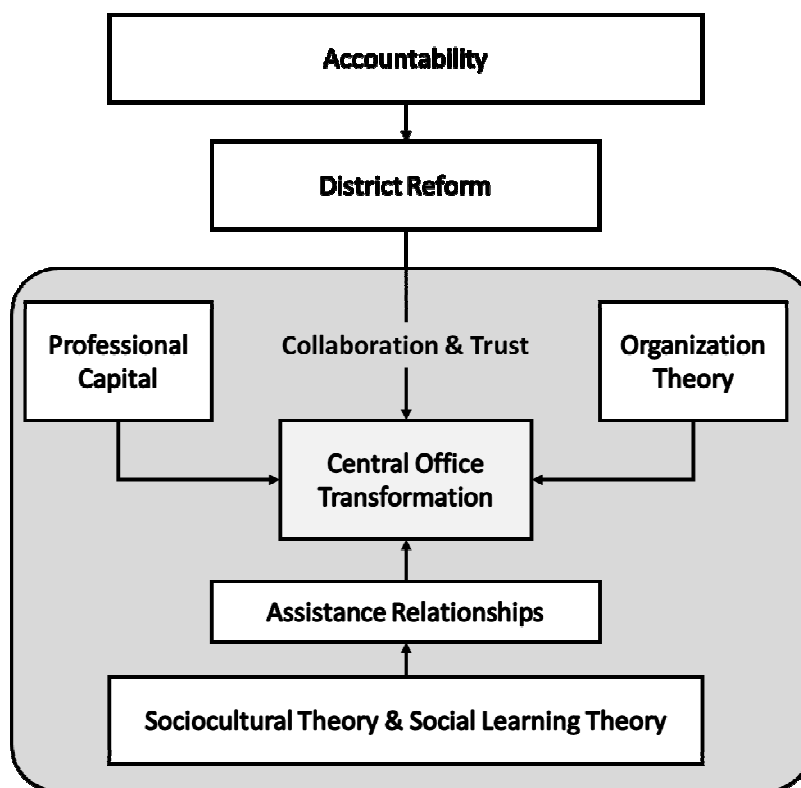 Accountability
District Reform
Professional
Capital
Collaboration & Trust
Organization
Theory
Central Office
Transformation
Assistance Relationships
Sociocultural Theory & Social Learning Theory